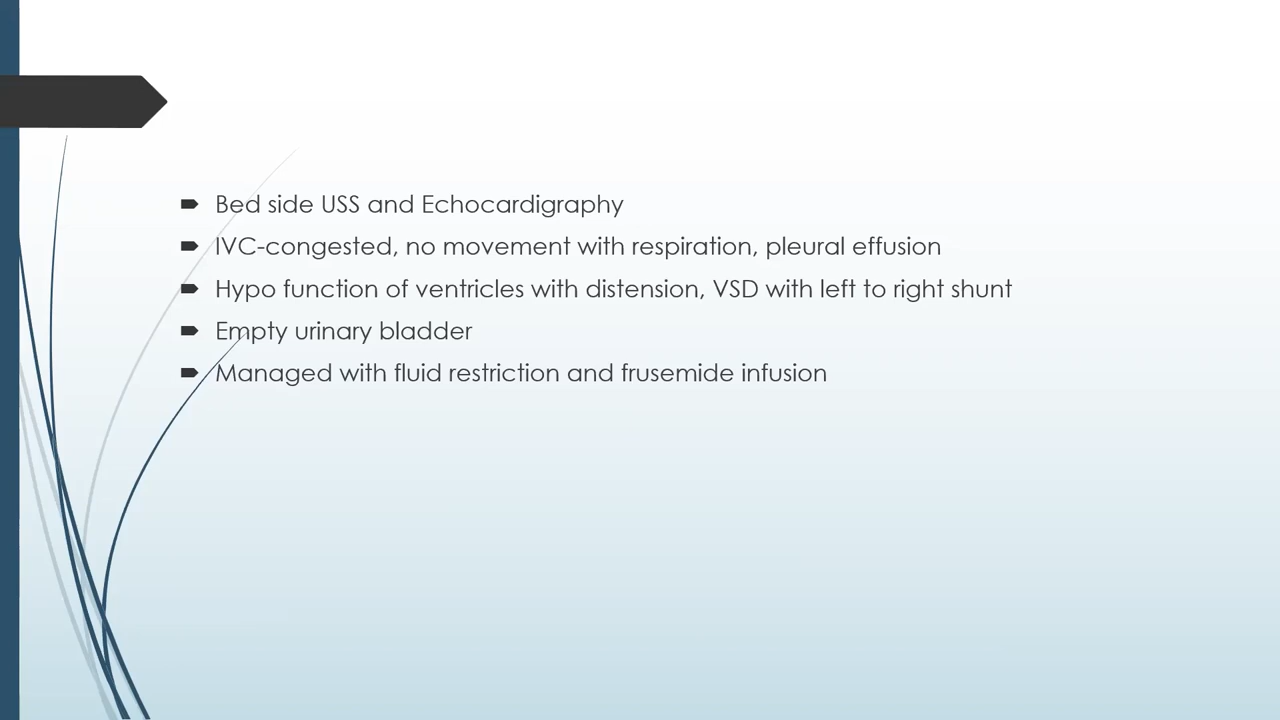 Bed side USS and Echocardigraphy
IVC-congested, no movement with respiration, pleural effusion
Hypo function of ventricles with distension, VSD with left to right shunt
Empty urinary bladder
Managed with fluid restriction and frusemide infusion